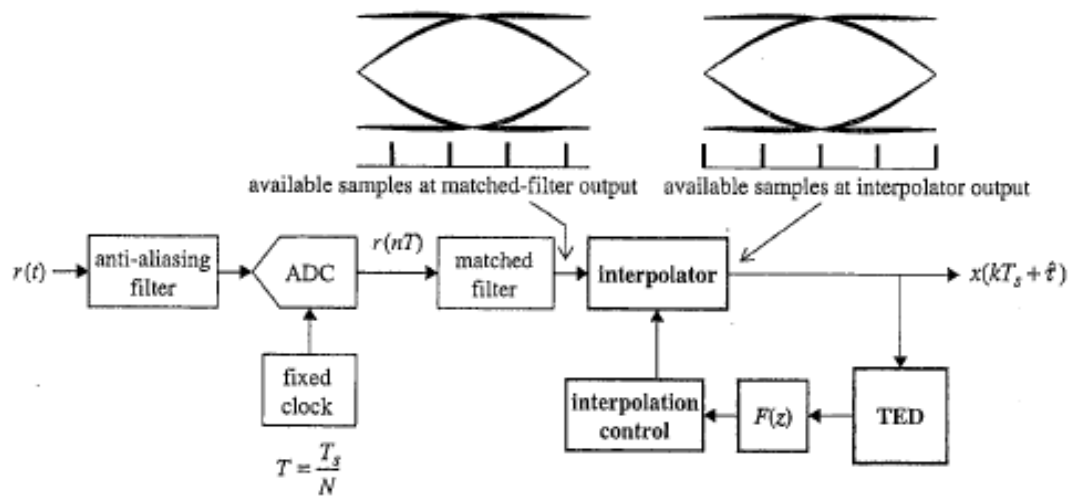 available samples at matched-filter output
available samples at interpolator output
r(t)
anti-aliasing
filter
ADC
r(nT)
matched
filter
interpolator
x(kT_s + τ̂)
fixed
clock
interpolation
control
F(z)
TED
T = T_s/N